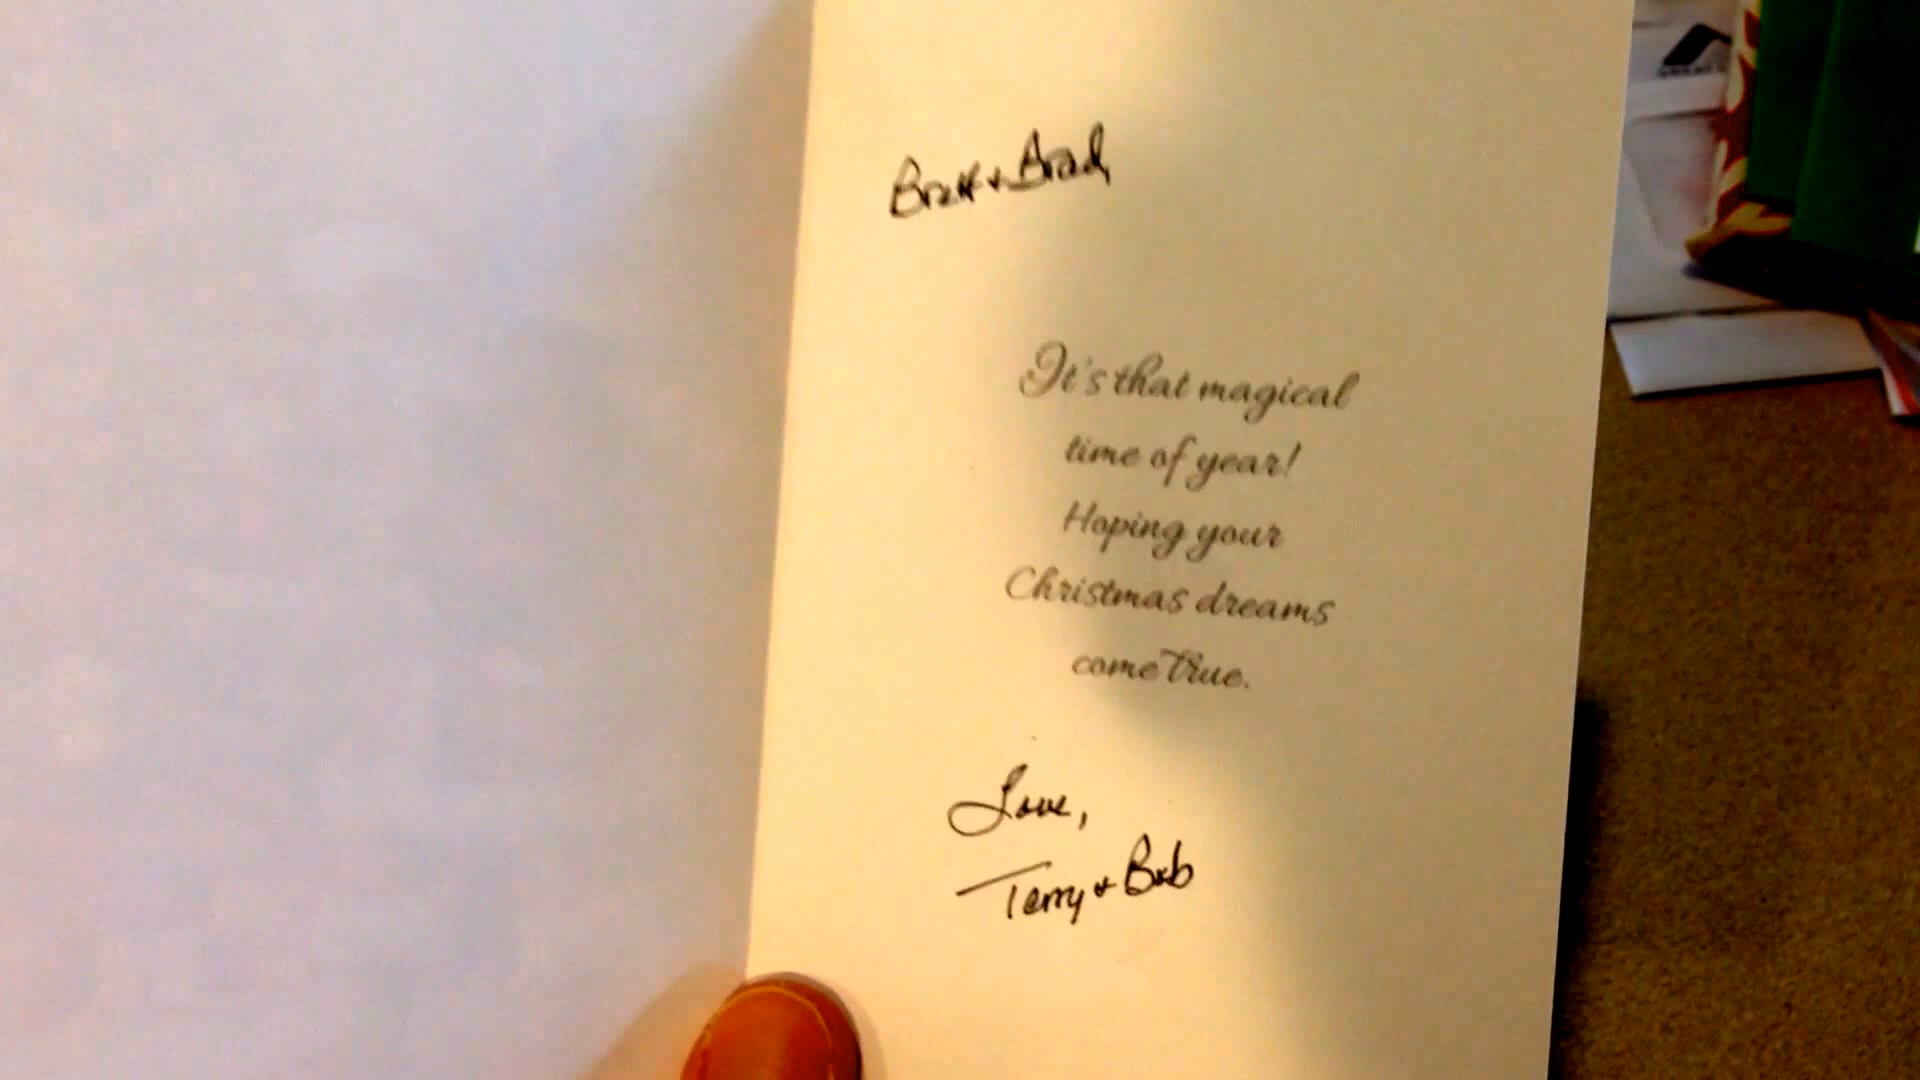 Brett + Brad,
It's that magical
time of year!
Hoping your
Christmas dreams
come true.
Love,
Terry + Bob